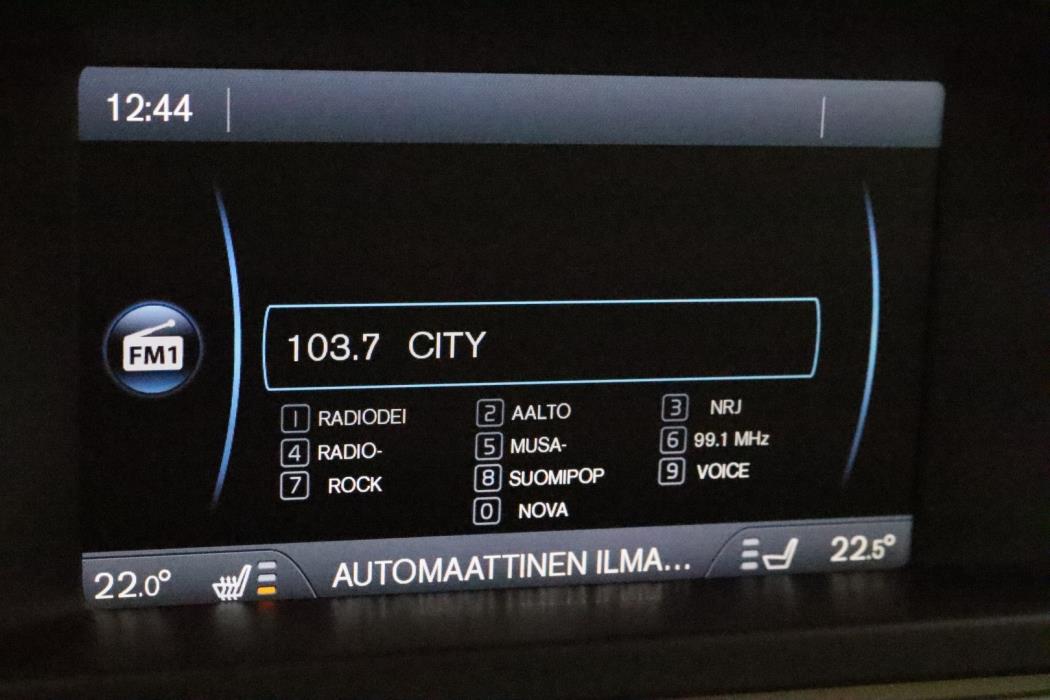 12:44
FM1
103.7 CITY
1 RADIODEI 2 AALTO 3 NRJ
4 RADIO- 5 MUSA- 6 99.1 MHz
7 ROCK 8 SUOMIPOP 9 VOICE
0 NOVA
22.0° AUTOMAATTINEN ILMA... 22.5°